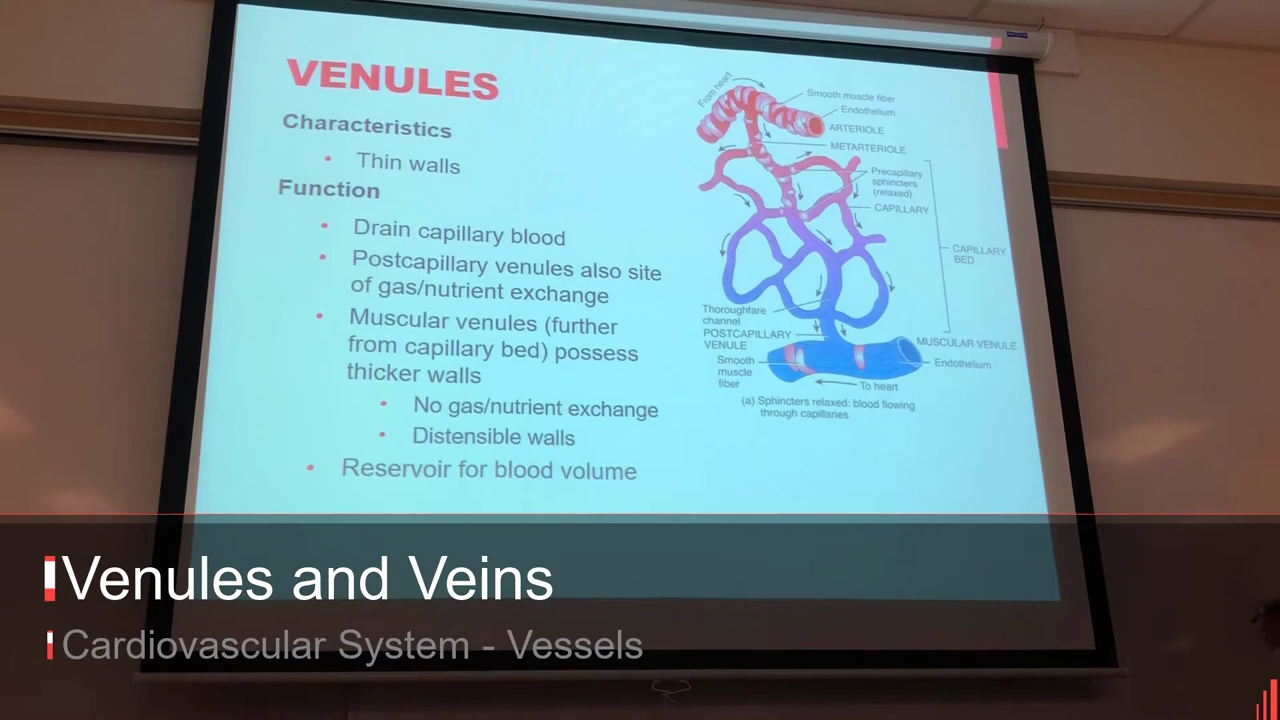 VENULES
Characteristics
• Thin walls
Function
• Drain capillary blood
• Postcapillary venules also site
of gas/nutrient exchange
• Muscular venules (further
from capillary bed) possess
thicker walls
• No gas/nutrient exchange
• Distensible walls
• Reservoir for blood volume
From heart
Smooth muscle fiber
Endothelium
ARTERIOLE
METARTERIOLE
Precapillary
sphincters
(relaxed)
CAPILLARY
CAPILLARY
BED
Thoroughfare
channel
POSTCAPILLARY
VENULE
MUSCULAR VENULE
Smooth
muscle
fiber
Endothelium
To heart
(a) Sphincters relaxed: blood flowing
through capillaries
Venules and Veins
Cardiovascular System - Vessels